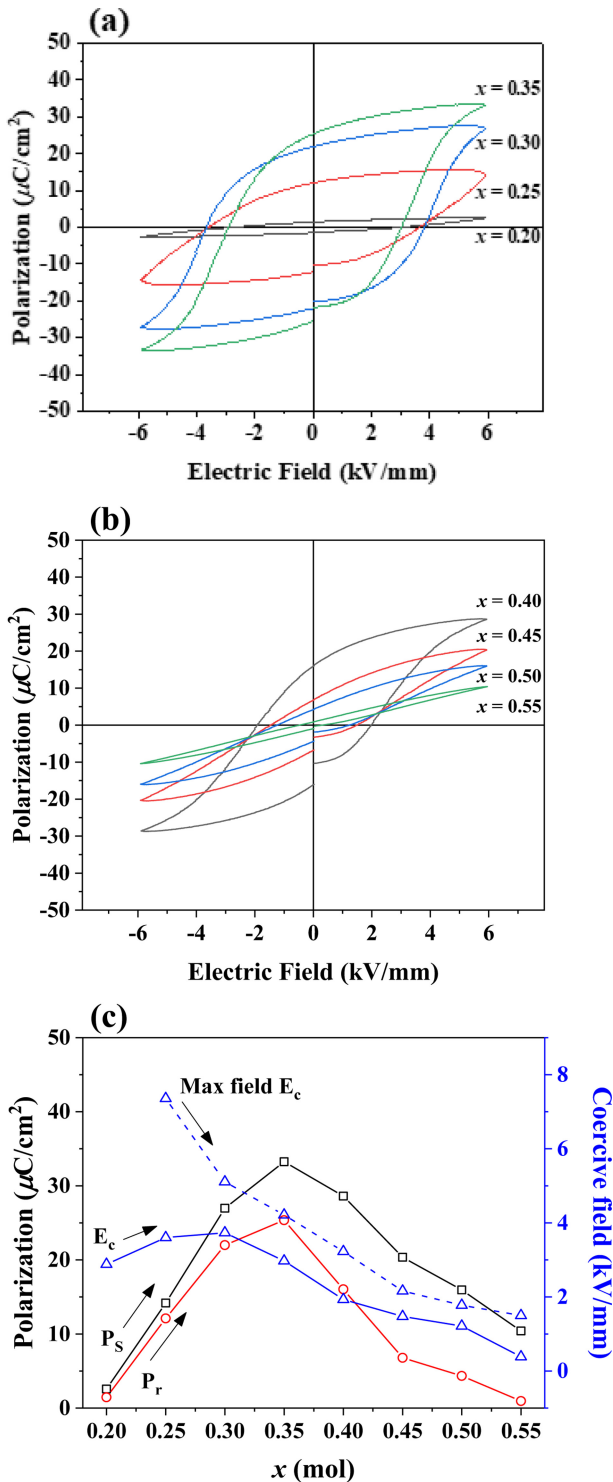 (a)
50
40
30
20
10
0
-10
-20
-30
-40
-50
Polarization (μC/cm²)
x = 0.35
x = 0.30
x = 0.25
x = 0.20
-6 -4 -2 0 2 4 6
Electric Field (kV/mm)
(b)
50
40
30
20
10
0
-10
-20
-30
-40
-50
Polarization (μC/cm²)
x = 0.40
x = 0.45
x = 0.50
x = 0.55
-6 -4 -2 0 2 4 6
Electric Field (kV/mm)
(c)
50
40
30
20
10
0
Polarization (μC/cm²)
Max field Ec
Ec
PS
Pr
8
6
4
2
0
Coercive field (kV/mm)
0.20 0.25 0.30 0.35 0.40 0.45 0.50 0.55
x (mol)